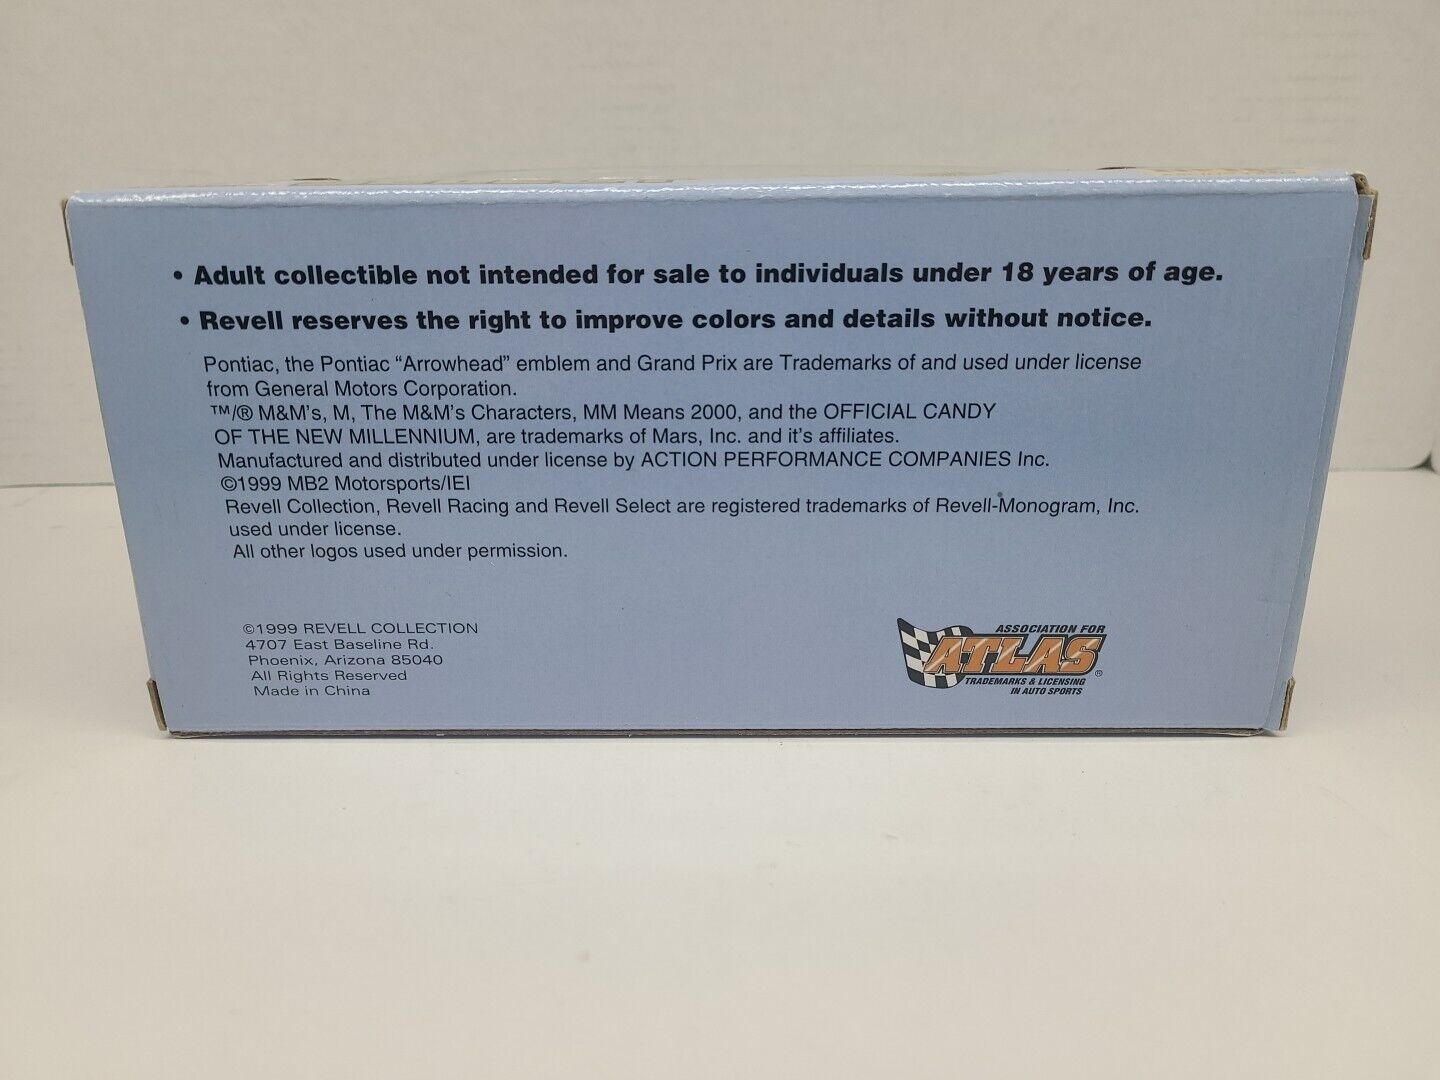 • Adult collectible not intended for sale to individuals under 18 years of age.
• Revell reserves the right to improve colors and details without notice.
Pontiac, the Pontiac “Arrowhead” emblem and Grand Prix are Trademarks of and used under license
from General Motors Corporation.
™/® M&M's, M, The M&M's Characters, MM Means 2000, and the OFFICIAL CANDY
OF THE NEW MILLENNIUM, are trademarks of Mars, Inc. and it's affiliates.
Manufactured and distributed under license by ACTION PERFORMANCE COMPANIES Inc.
©1999 MB2 Motorsports/IEI
Revell Collection, Revell Racing and Revell Select are registered trademarks of Revell-Monogram, Inc.
used under license.
All other logos used under permission.
©1999 REVELL COLLECTION
4707 East Baseline Rd.
Phoenix, Arizona 85040
All Rights Reserved
Made in China
ASSOCIATION FOR
ATLAS®
TRADEMARKS & LICENSING
IN AUTO SPORTS